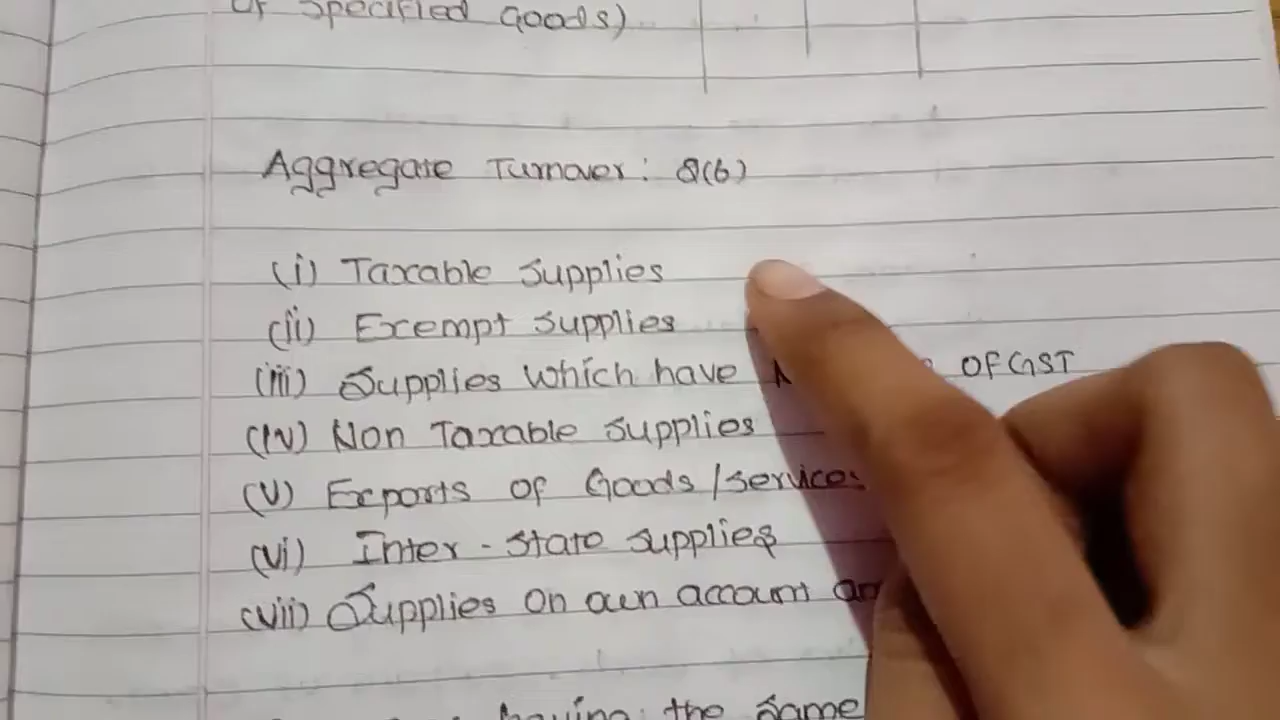 of Specified Goods)
Aggregate Turnover: 2(6)
(i) Taxable Supplies
(ii) Exempt Supplies
(iii) Supplies which have OF GST
(iv) Non Taxable Supplies
(v) Exports of Goods/services
(vi) Inter-State supplies
(vii) Supplies on own account
having the same